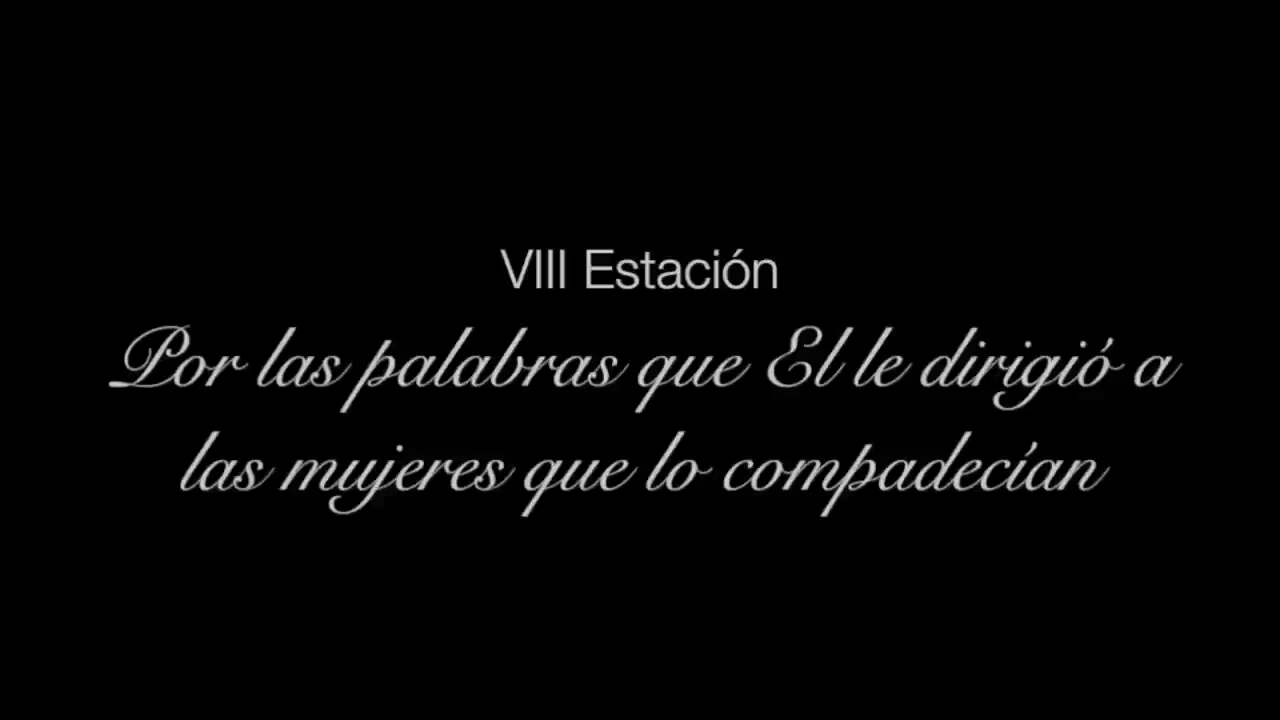 VIII Estación
Por las palabras que El le dirigió a
las mujeres que lo compadecían